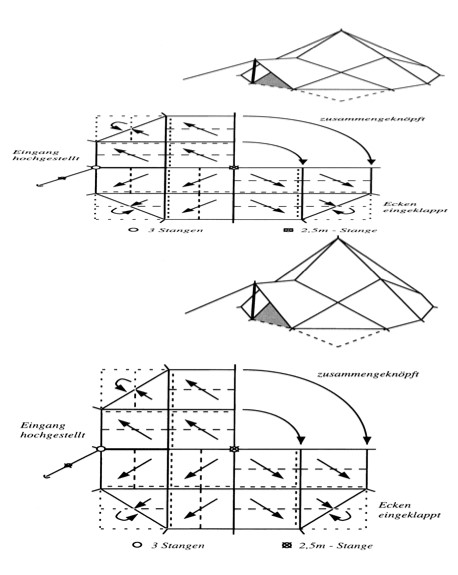 zusammengeknöpft
Eingang
hochgestellt
Ecken
eingeklappt
3 Stangen
2,5m - Stange
zusammengeknöpft
Eingang
hochgestellt
Ecken
eingeklappt
3 Stangen
2,5m - Stange